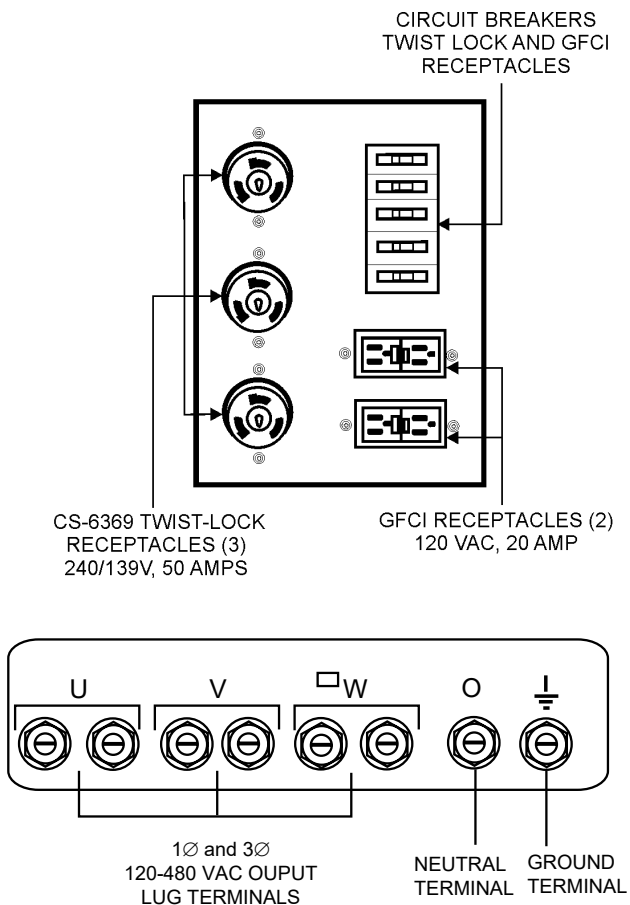 CIRCUIT BREAKERS
TWIST LOCK AND GFCI
RECEPTACLES
CS-6369 TWIST-LOCK
RECEPTACLES (3)
240/139V, 50 AMPS
GFCI RECEPTACLES (2)
120 VAC, 20 AMP
U V W O
1∅ and 3∅
120-480 VAC OUPUT
LUG TERMINALS
NEUTRAL
TERMINAL
GROUND
TERMINAL